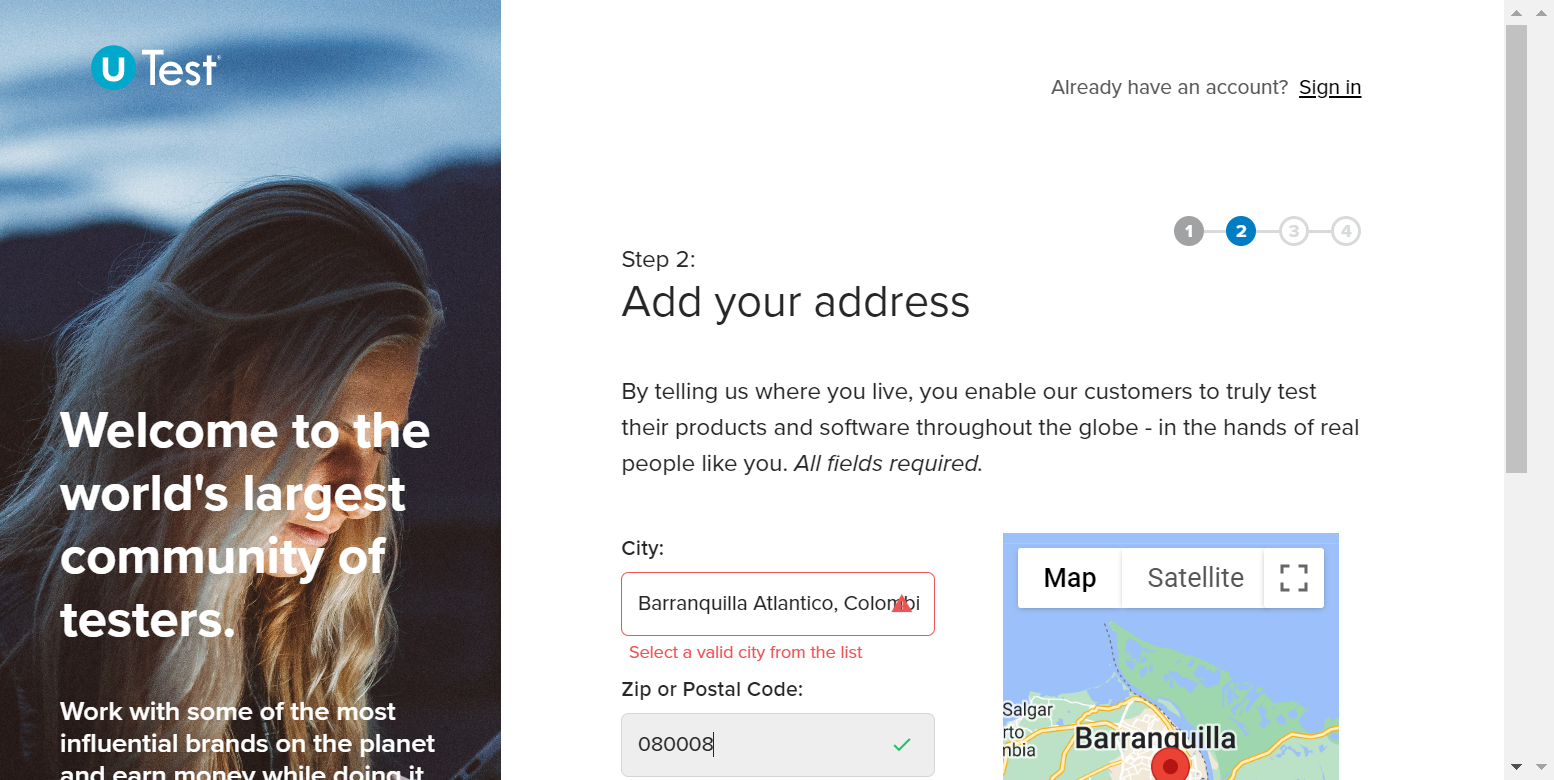 U Test
Already have an account? Sign in
1 2 3 4
Step 2:
Add your address
By telling us where you live, you enable our customers to truly test
their products and software throughout the globe - in the hands of real
people like you. All fields required.
Welcome to the
world's largest
community of
testers.
Work with some of the most
influential brands on the planet
and earn money while doing it
City:
Barranquilla Atlantico, Colombi
Select a valid city from the list
Zip or Postal Code:
080008
Map Satellite
Salgar
rto
nbia
Barranquilla